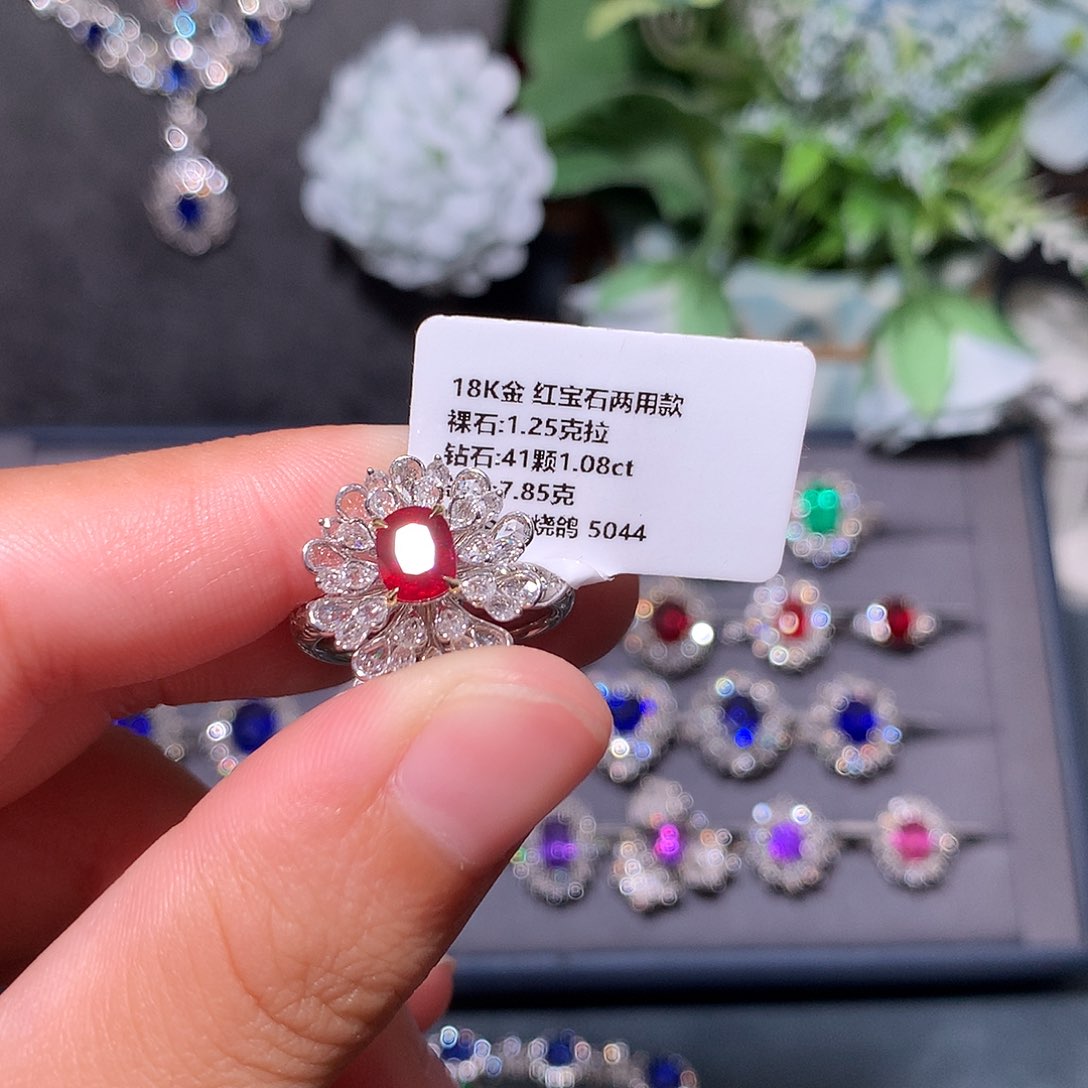 18K金 红宝石两用款
裸石:1.25克拉
钻石:41颗1.08ct
7.85克
烧鸽 5044